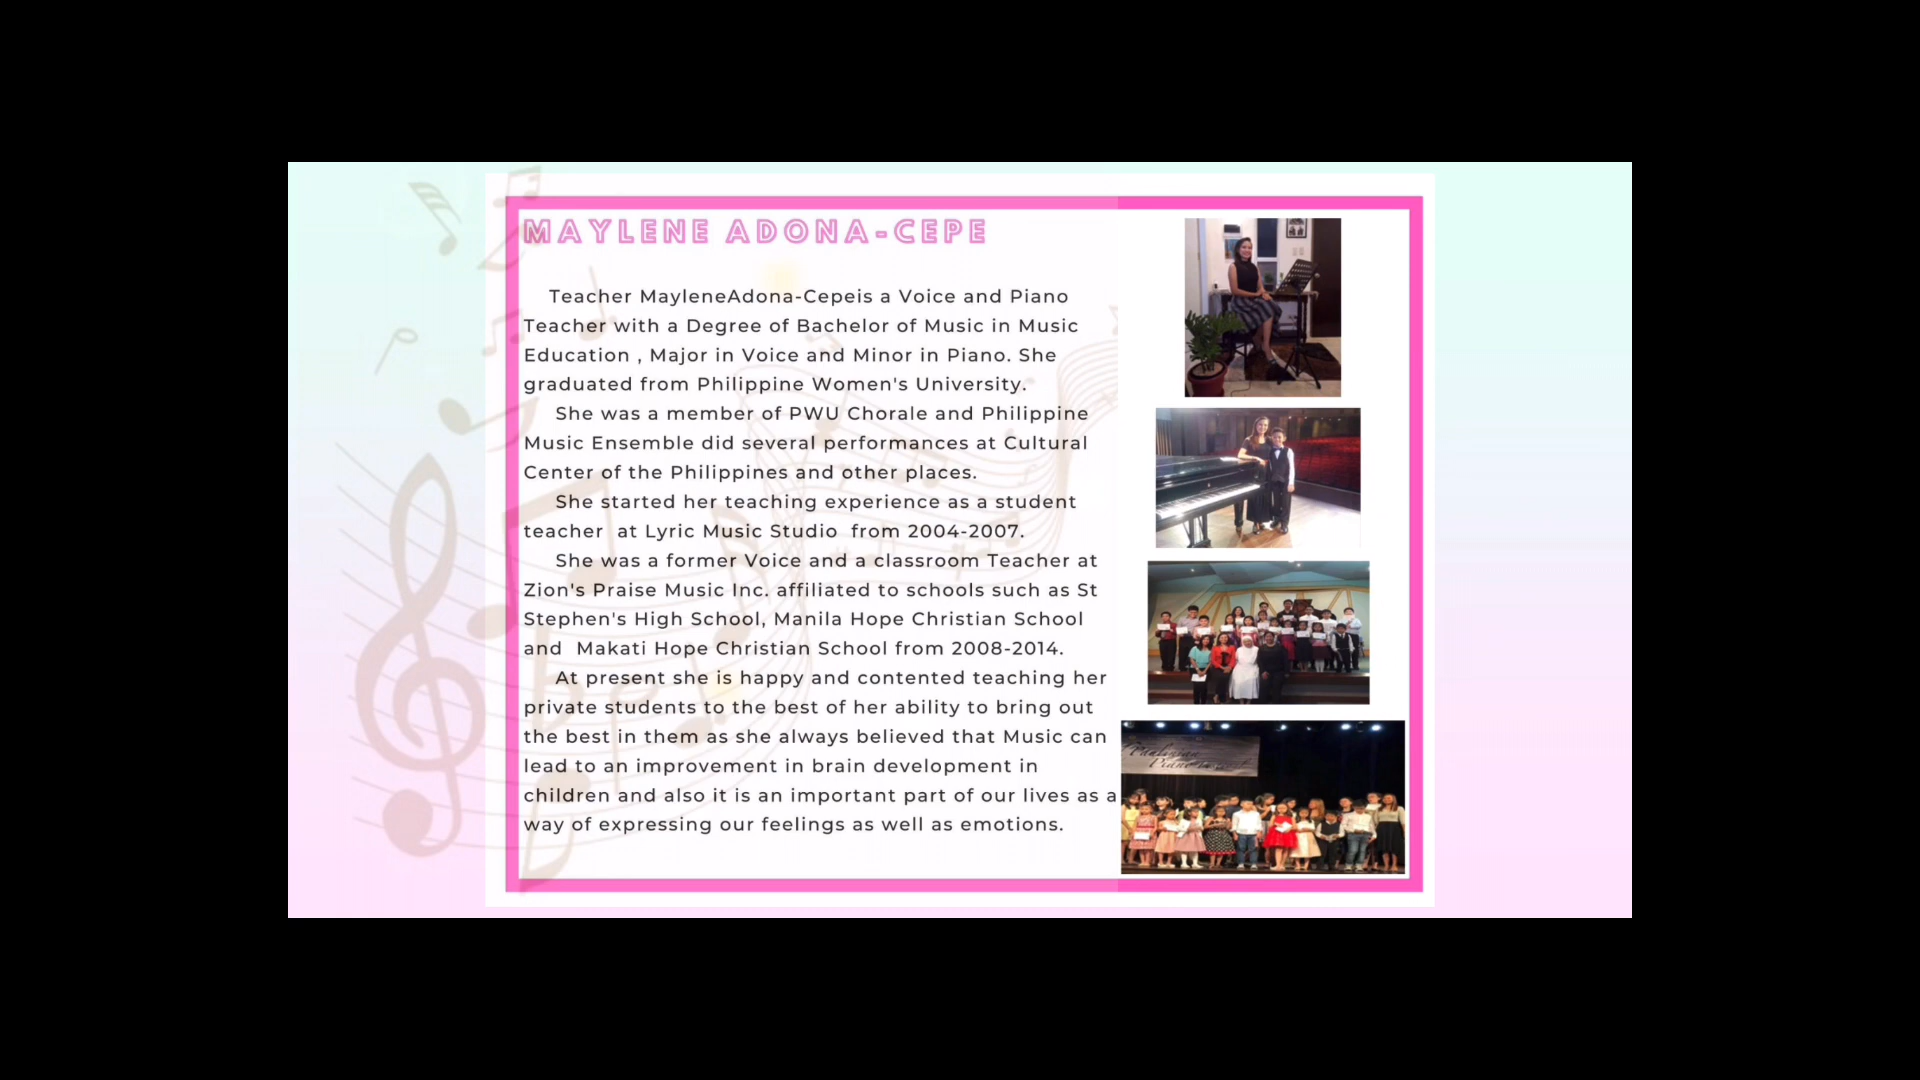 MAYLENE ADONA-CEPE
Teacher MayleneAdona-Cepeis a Voice and Piano
Teacher with a Degree of Bachelor of Music in Music
Education , Major in Voice and Minor in Piano. She
graduated from Philippine Women's University.
She was a member of PWU Chorale and Philippine
Music Ensemble did several performances at Cultural
Center of the Philippines and other places.
She started her teaching experience as a student
teacher at Lyric Music Studio from 2004-2007.
She was a former Voice and a classroom Teacher at
Zion's Praise Music Inc. affiliated to schools such as St
Stephen's High School, Manila Hope Christian School
and Makati Hope Christian School from 2008-2014.
At present she is happy and contented teaching her
private students to the best of her ability to bring out
the best in them as she always believed that Music can
lead to an improvement in brain development in
children and also it is an important part of our lives as a
way of expressing our feelings as well as emotions.